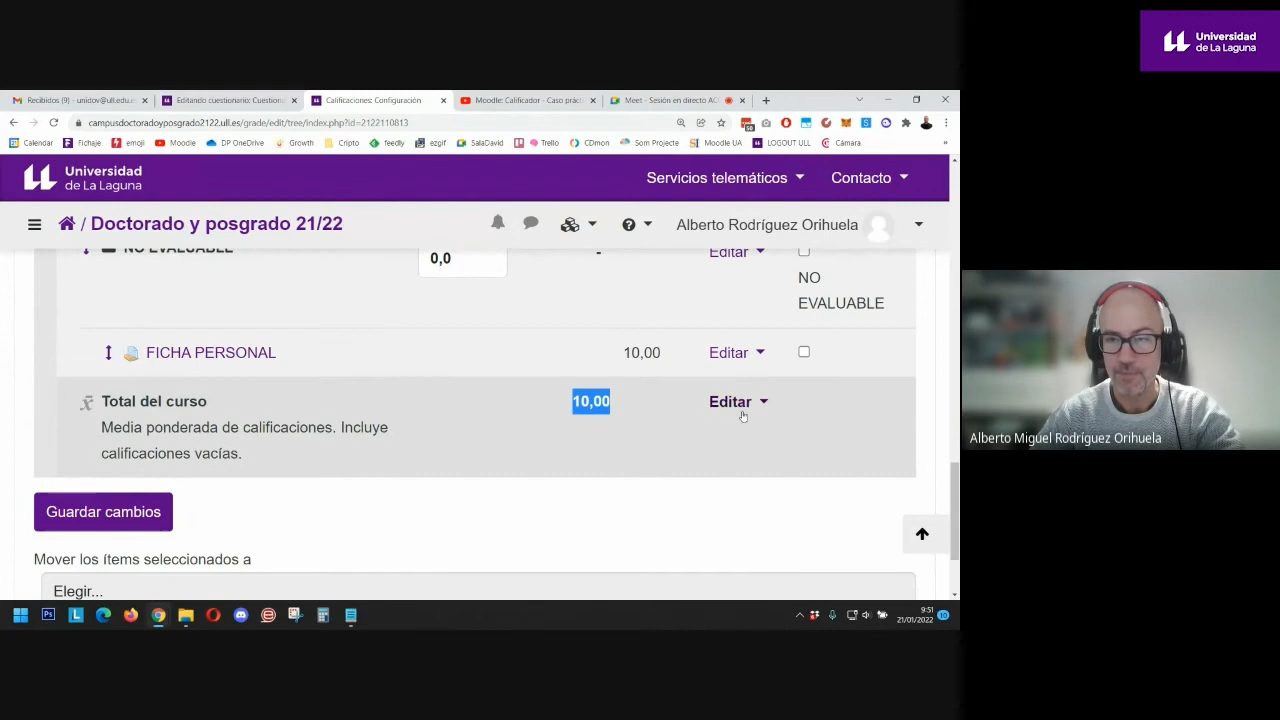 Universidad
de La Laguna
Recibidos (9) - unidov@ull.edu.e
Editando cuestionario: Cuestiona
Calificaciones: Configuración
Moodle: Calificador - Caso práctic
Meet - Sesión en directo AC
campusdoctoradoyposgrado2122.ull.es/grade/edit/tree/index.php?id=2122110813
50
Calendar
Fichaje
emoji
Moodle
DP OneDrive
Growth
Cripto
feedly
ezgif
SalaDavid
Trello
CDmon
Som Projecte
Moodle UA
LOGOUT ULL
Cámara
»
Universidad
de La Laguna
Servicios telemáticos
Contacto
/ Doctorado y posgrado 21/22
Alberto Rodríguez Orihuela
NO EVALUABLE
0,0
-
Editar
NO
EVALUABLE
FICHA PERSONAL
10,00
Editar
Total del curso
10,00
Editar
Media ponderada de calificaciones. Incluye
calificaciones vacías.
Guardar cambios
Mover los ítems seleccionados a
Elegir...
Alberto Miguel Rodríguez Orihuela
9:51
21/01/2022
10